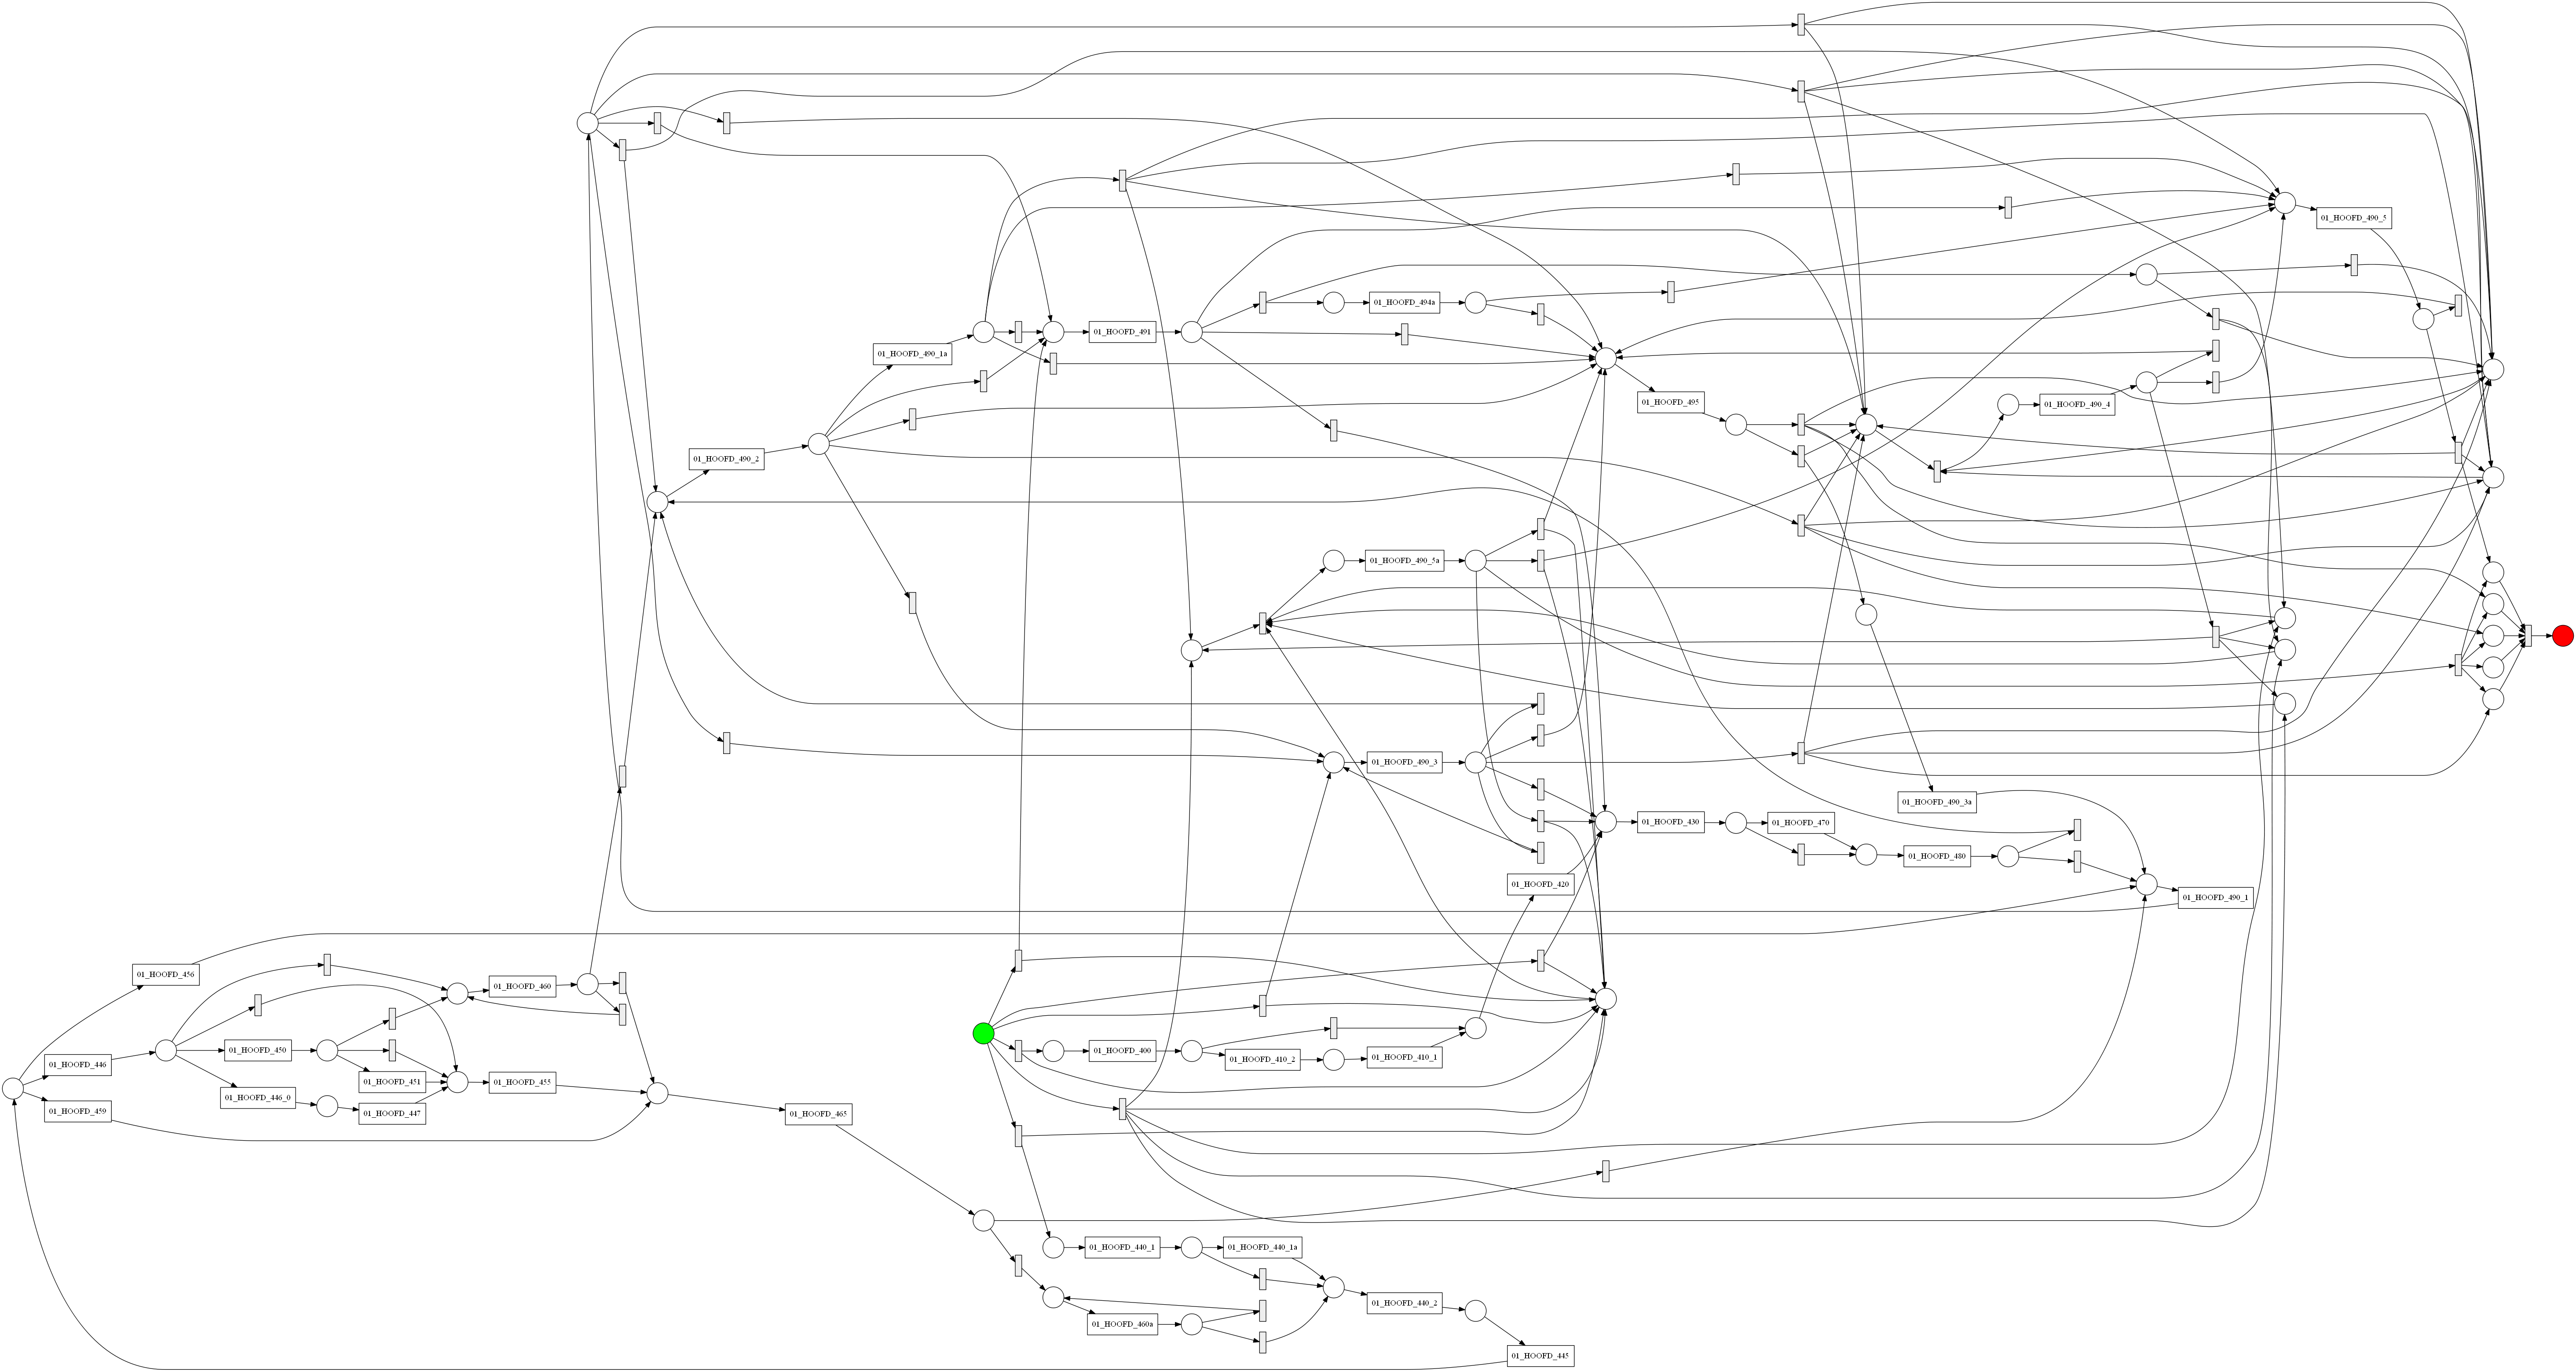 01_HOOFD_490_5
01_HOOFD_494a
01_HOOFD_491
01_HOOFD_490_1a
01_HOOFD_495
01_HOOFD_490_4
01_HOOFD_490_2
01_HOOFD_490_5a
01_HOOFD_490_3
01_HOOFD_490_3a
01_HOOFD_430
01_HOOFD_470
01_HOOFD_480
01_HOOFD_420
01_HOOFD_490_1
01_HOOFD_456
01_HOOFD_460
01_HOOFD_446
01_HOOFD_450
01_HOOFD_400
01_HOOFD_410_2
01_HOOFD_410_1
01_HOOFD_451
01_HOOFD_455
01_HOOFD_446_0
01_HOOFD_459
01_HOOFD_447
01_HOOFD_465
01_HOOFD_440_1
01_HOOFD_440_1a
01_HOOFD_440_2
01_HOOFD_460a
01_HOOFD_445